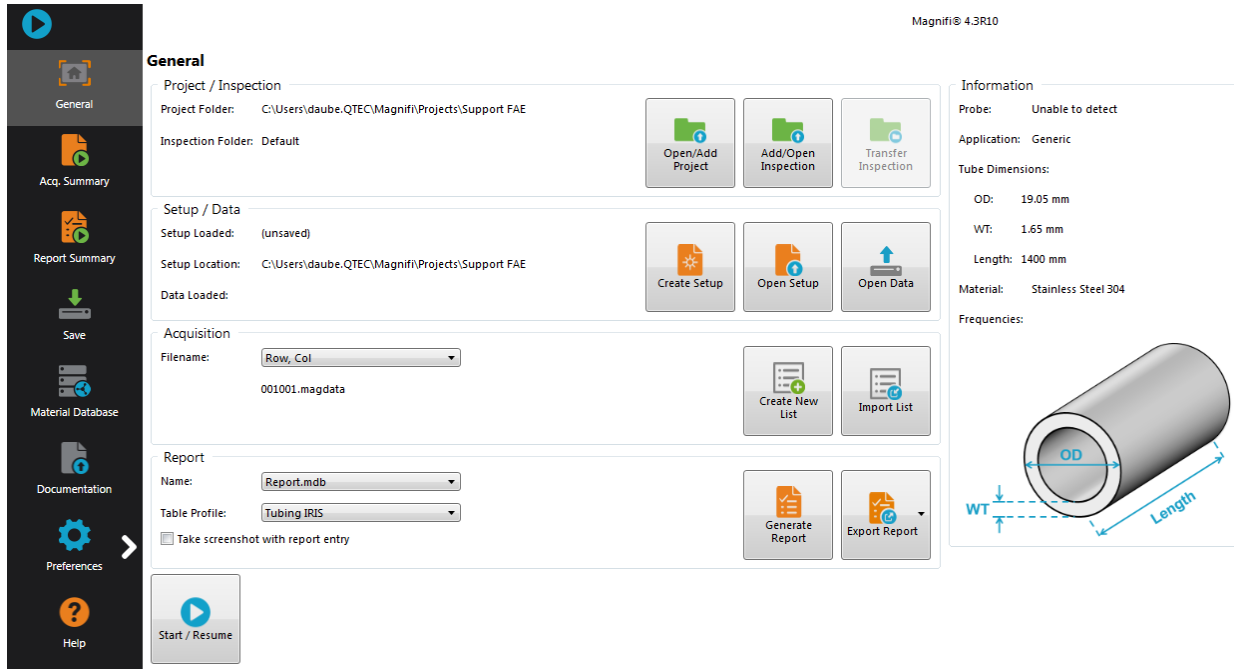 Magnifi® 4.3R10
General
Acq. Summary
Report Summary
Save
Material Database
Documentation
Preferences
Help
General
Project / Inspection
Project Folder: C:\Users\daube.QTEC\Magnifi\Projects\Support FAE
Inspection Folder: Default
Open/Add
Project
Add/Open
Inspection
Transfer
Inspection
Setup / Data
Setup Loaded: (unsaved)
Setup Location: C:\Users\daube.QTEC\Magnifi\Projects\Support FAE
Data Loaded:
Create Setup
Open Setup
Open Data
Acquisition
Filename: Row, Col
001001.magdata
Create New
List
Import List
Report
Name: Report.mdb
Table Profile: Tubing IRIS
Take screenshot with report entry
Generate
Report
Export Report
Start / Resume
Information
Probe: Unable to detect
Application: Generic
Tube Dimensions:
OD: 19.05 mm
WT: 1.65 mm
Length: 1400 mm
Material: Stainless Steel 304
Frequencies:
OD
WT
Length
?